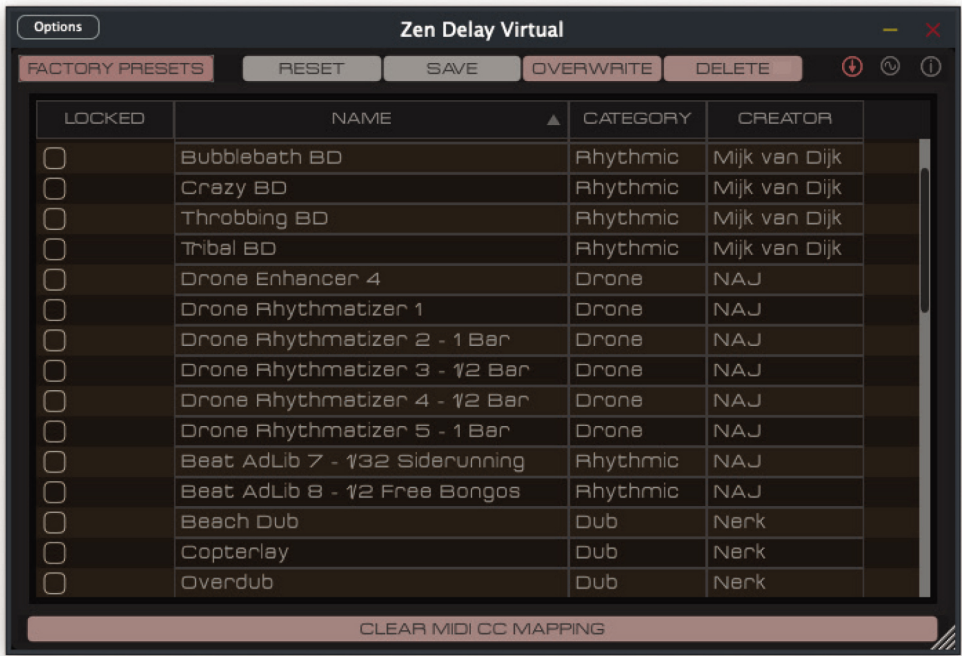 Options Zen Delay Virtual
FACTORY PRESETS RESET SAVE OVERWRITE DELETE
LOCKED NAME CATEGORY CREATOR
Bubblebath BD Rhythmic Mijk van Dijk
Crazy BD Rhythmic Mijk van Dijk
Throbbing BD Rhythmic Mijk van Dijk
Tribal BD Rhythmic Mijk van Dijk
Drone Enhancer 4 Drone NAJ
Drone Rhythmatizer 1 Drone NAJ
Drone Rhythmatizer 2 - 1 Bar Drone NAJ
Drone Rhythmatizer 3 - 1/2 Bar Drone NAJ
Drone Rhythmatizer 4 - 1/2 Bar Drone NAJ
Drone Rhythmatizer 5 - 1 Bar Drone NAJ
Beat AdLib 7 - 1/32 Siderunning Rhythmic NAJ
Beat AdLib 8 - 1/2 Free Bongos Rhythmic NAJ
Beach Dub Dub Nerk
Copterlay Dub Nerk
Overdub Dub Nerk
CLEAR MIDI CC MAPPING